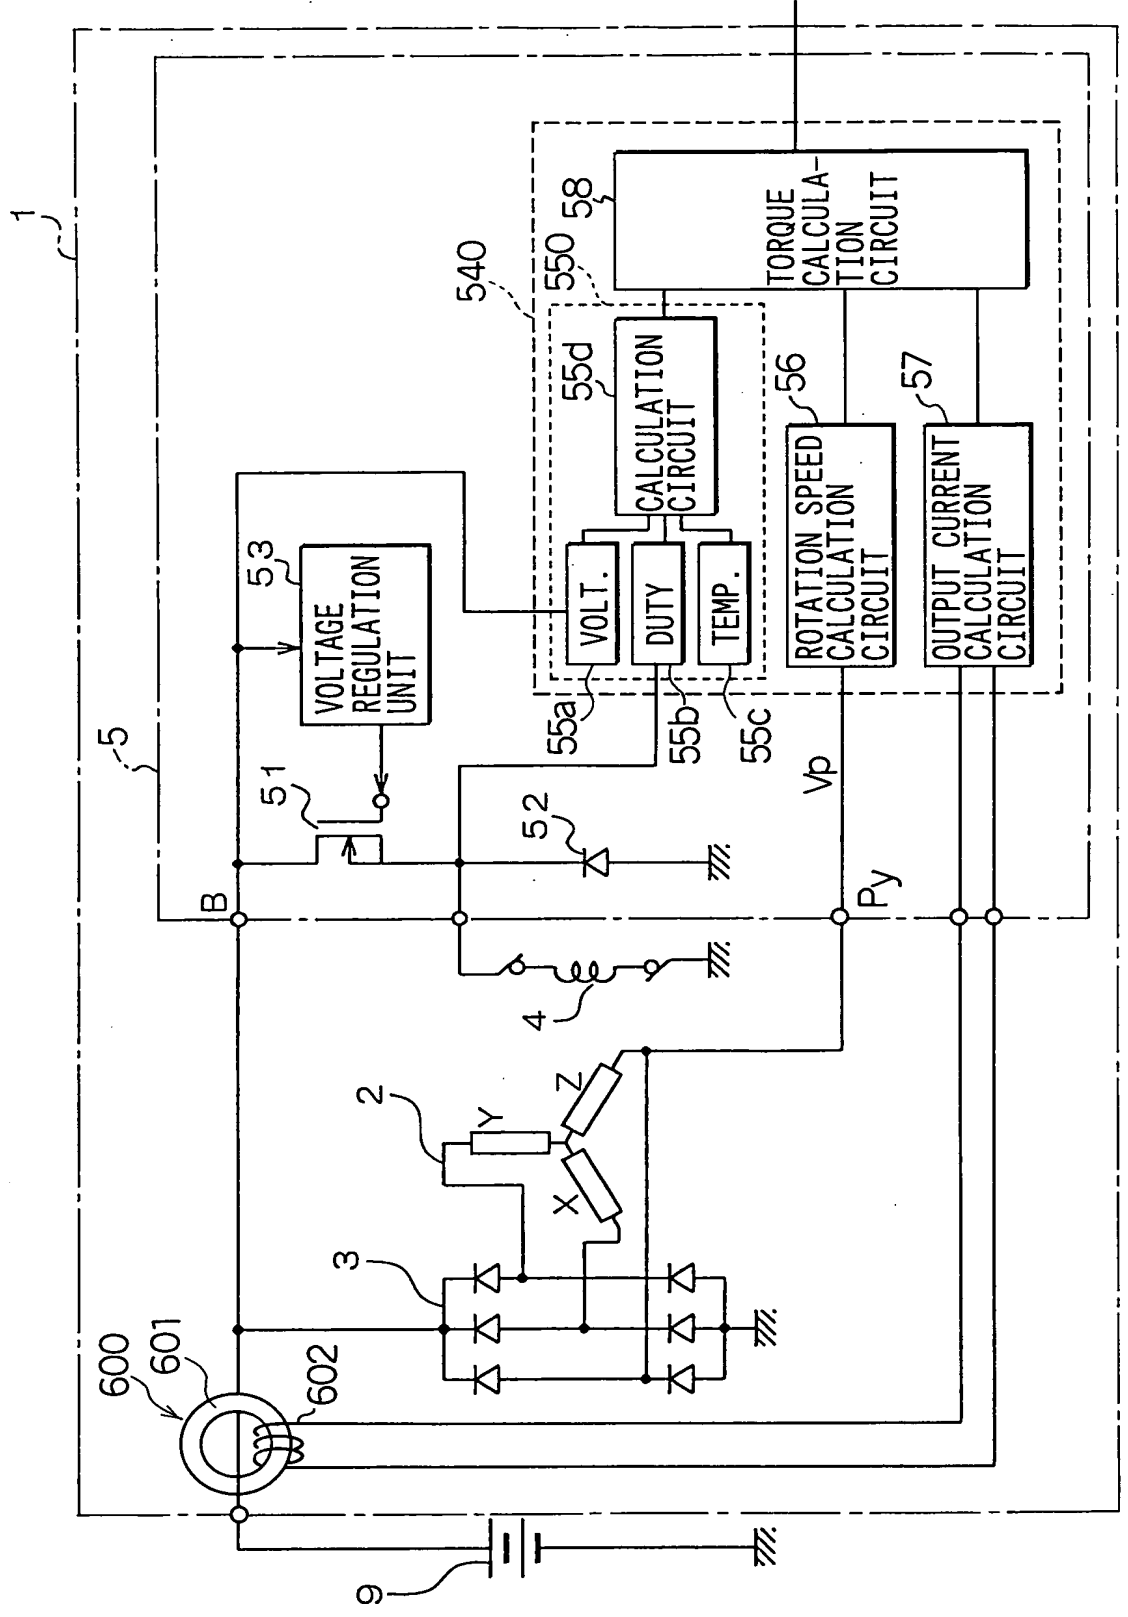 1
5
B
51
53
VOLTAGE
REGULATION
UNIT
52
540
550
55a
VOLT.
55b
DUTY
55c
TEMP.
55d
CALCULATION
CIRCUIT
58
TORQUE
CALCULA-
TION
CIRCUIT
56
ROTATION SPEED
CALCULATION
CIRCUIT
57
OUTPUT CURRENT
CALCULATION
CIRCUIT
Vp
Py
4
2
Y
Z
X
3
600
601
602
9